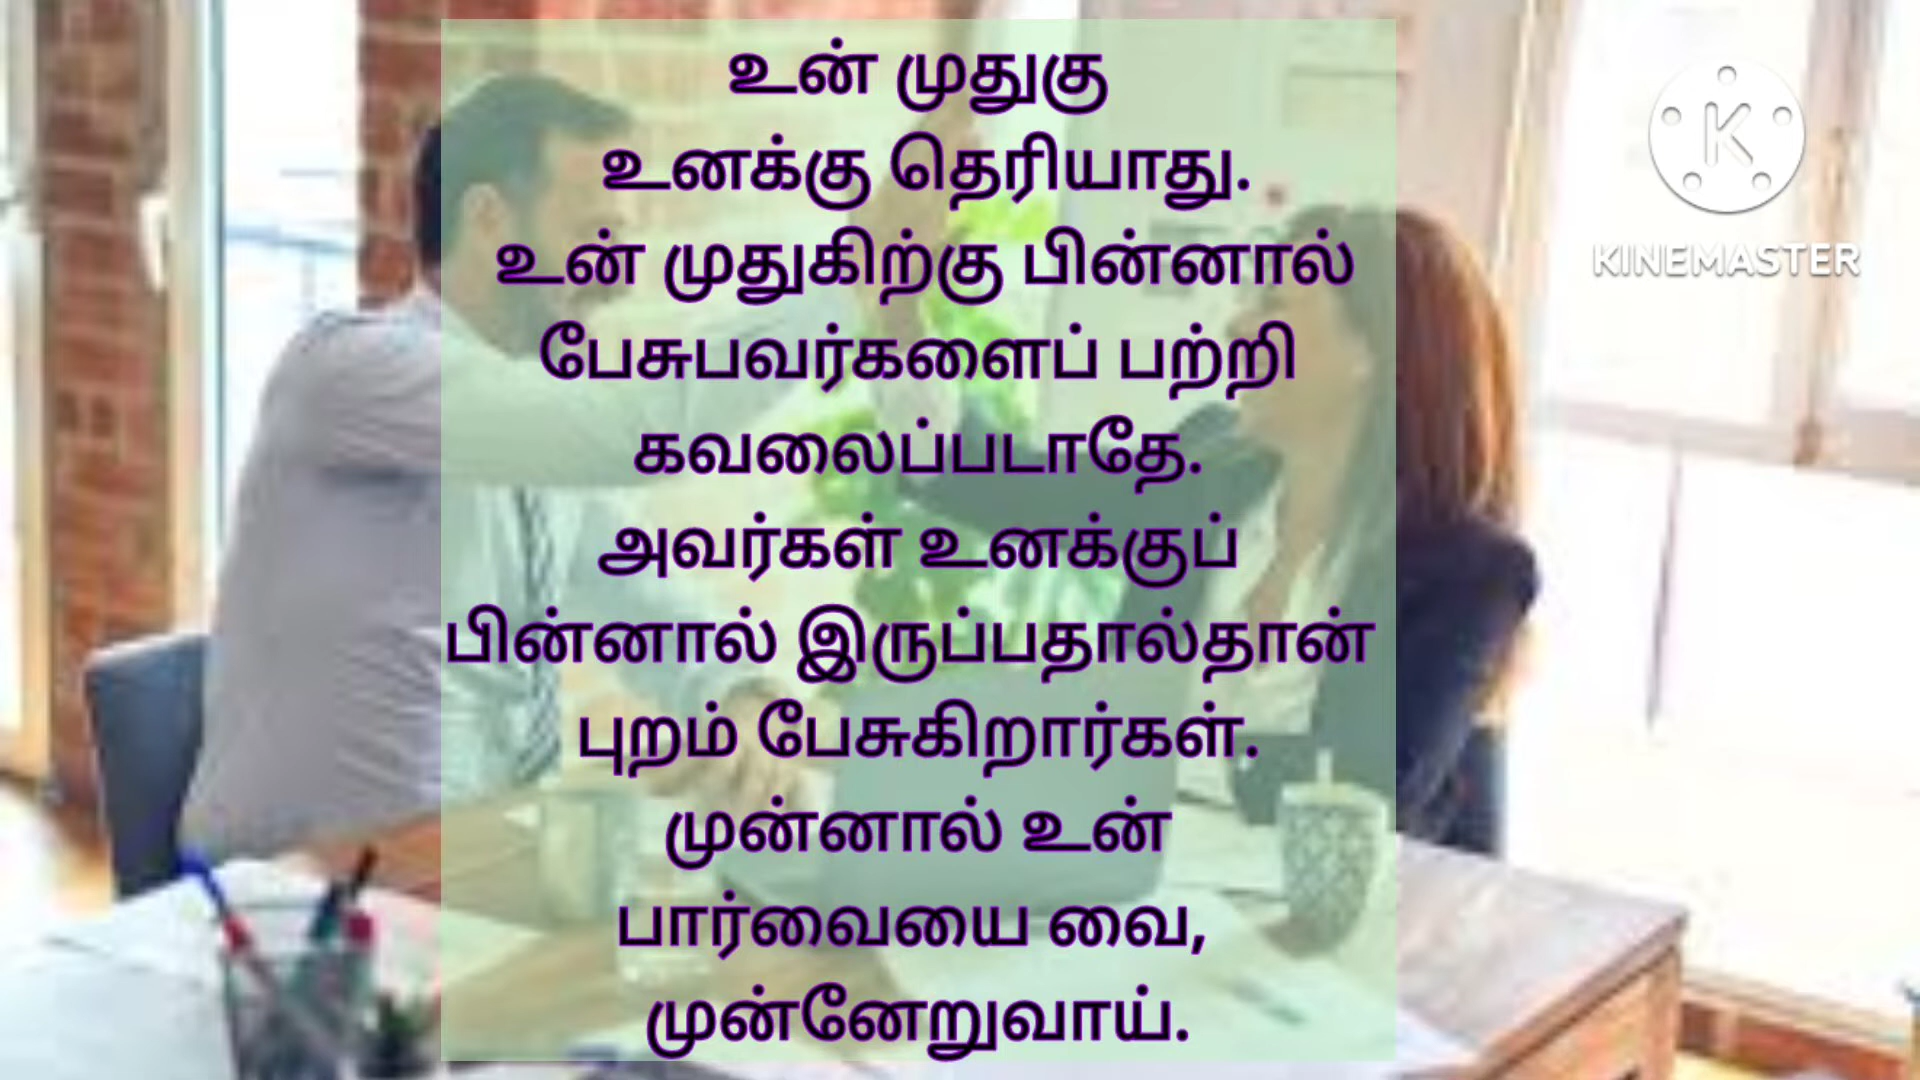 உன் முதுகு
உனக்கு தெரியாது.
உன் முதுகிற்கு பின்னால்
பேசுபவர்களைப் பற்றி
கவலைப்படாதே.
அவர்கள் உனக்குப்
பின்னால் இருப்பதால்தான்
புறம் பேசுகிறார்கள்.
முன்னால் உன்
பார்வையை வை,
முன்னேறுவாய்.
K
KINEMASTER